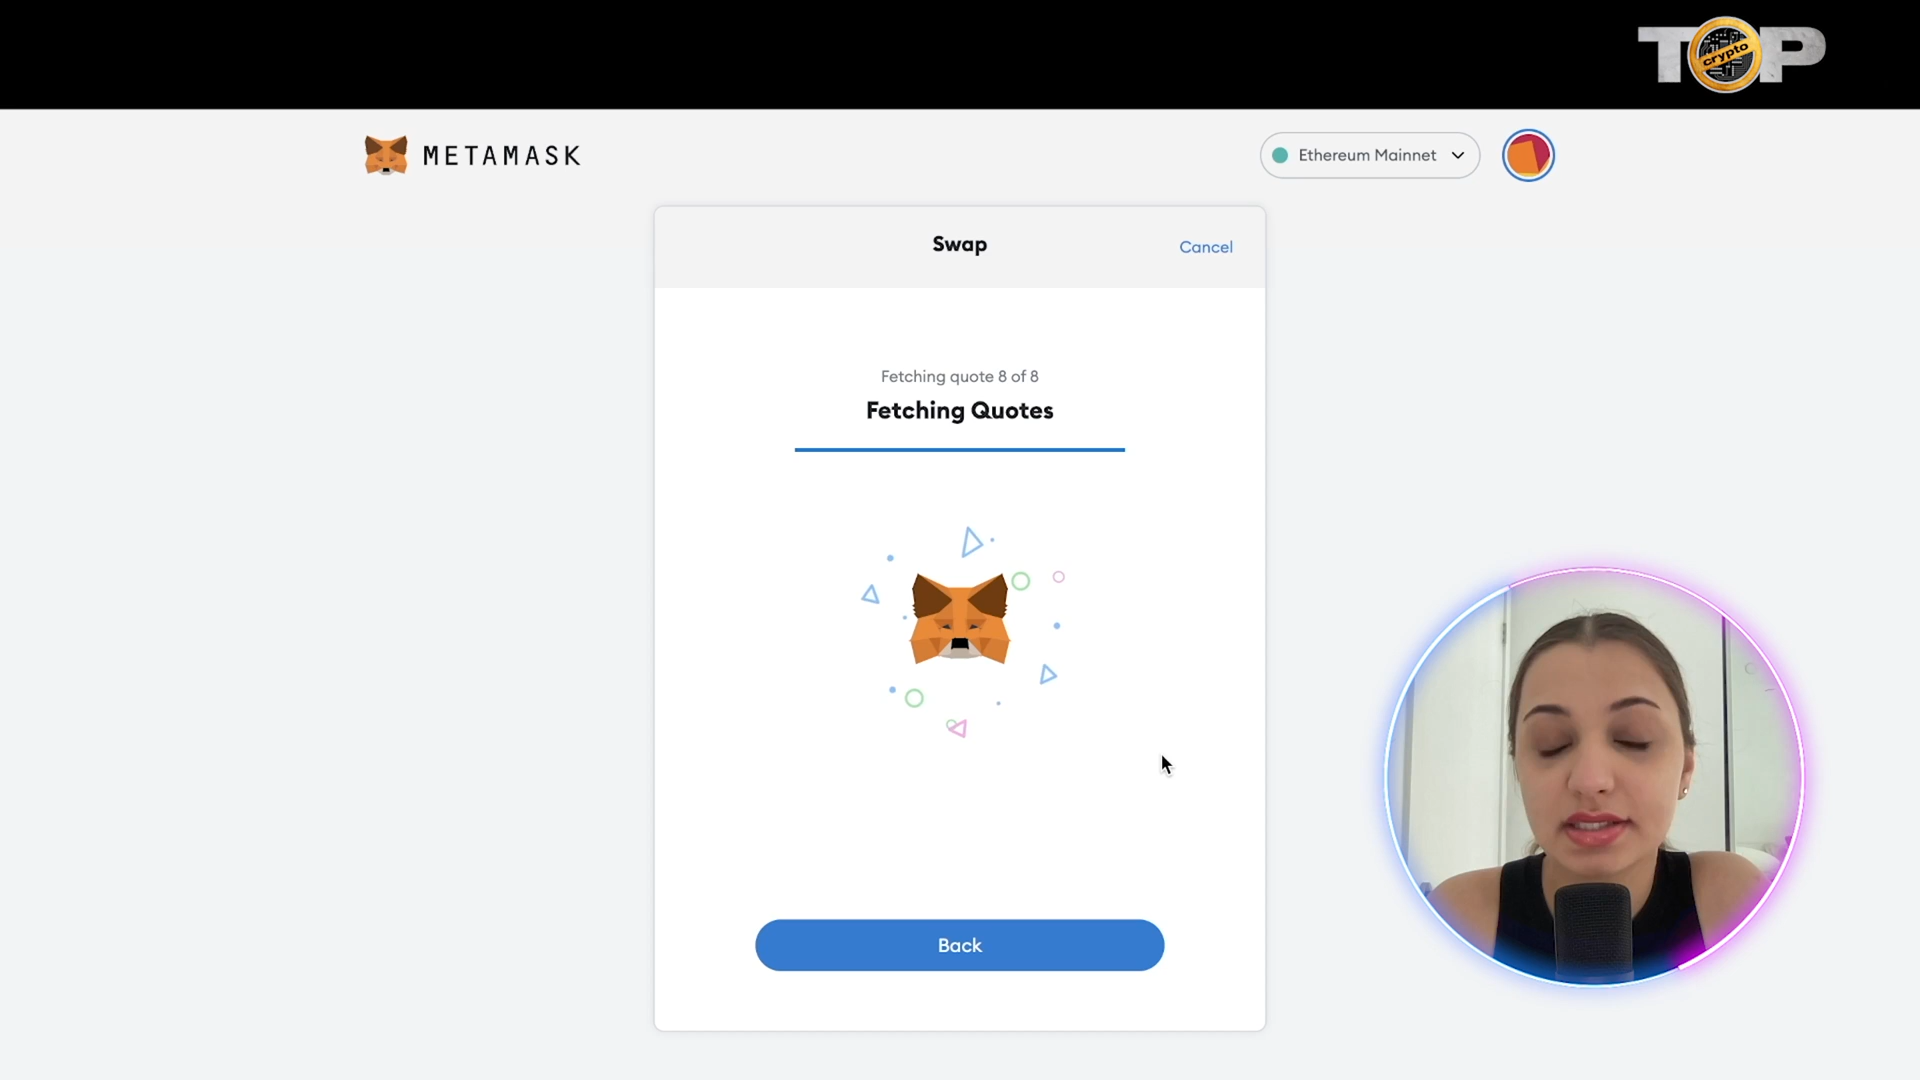 TOP
crypto
METAMASK
Ethereum Mainnet
Swap
Cancel
Fetching quote 8 of 8
Fetching Quotes
Back